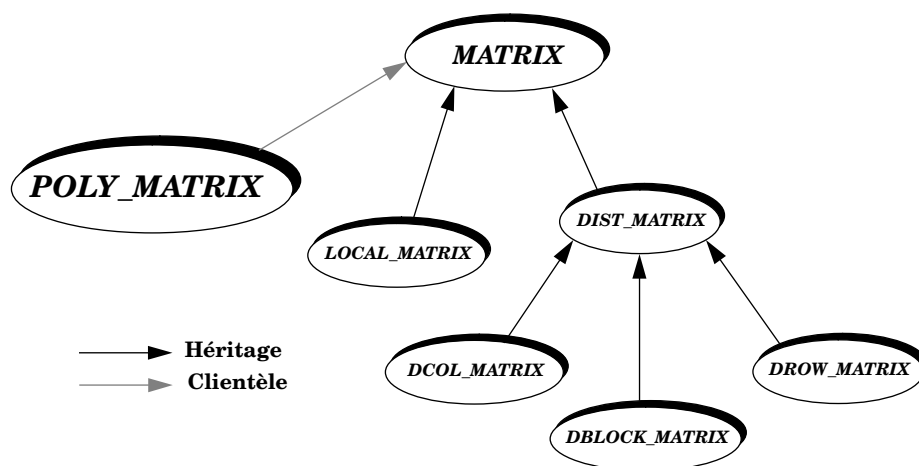 MATRIX
POLY_MATRIX
DIST_MATRIX
LOCAL_MATRIX
Héritage
Clientèle
DCOL_MATRIX
DROW_MATRIX
DBLOCK_MATRIX